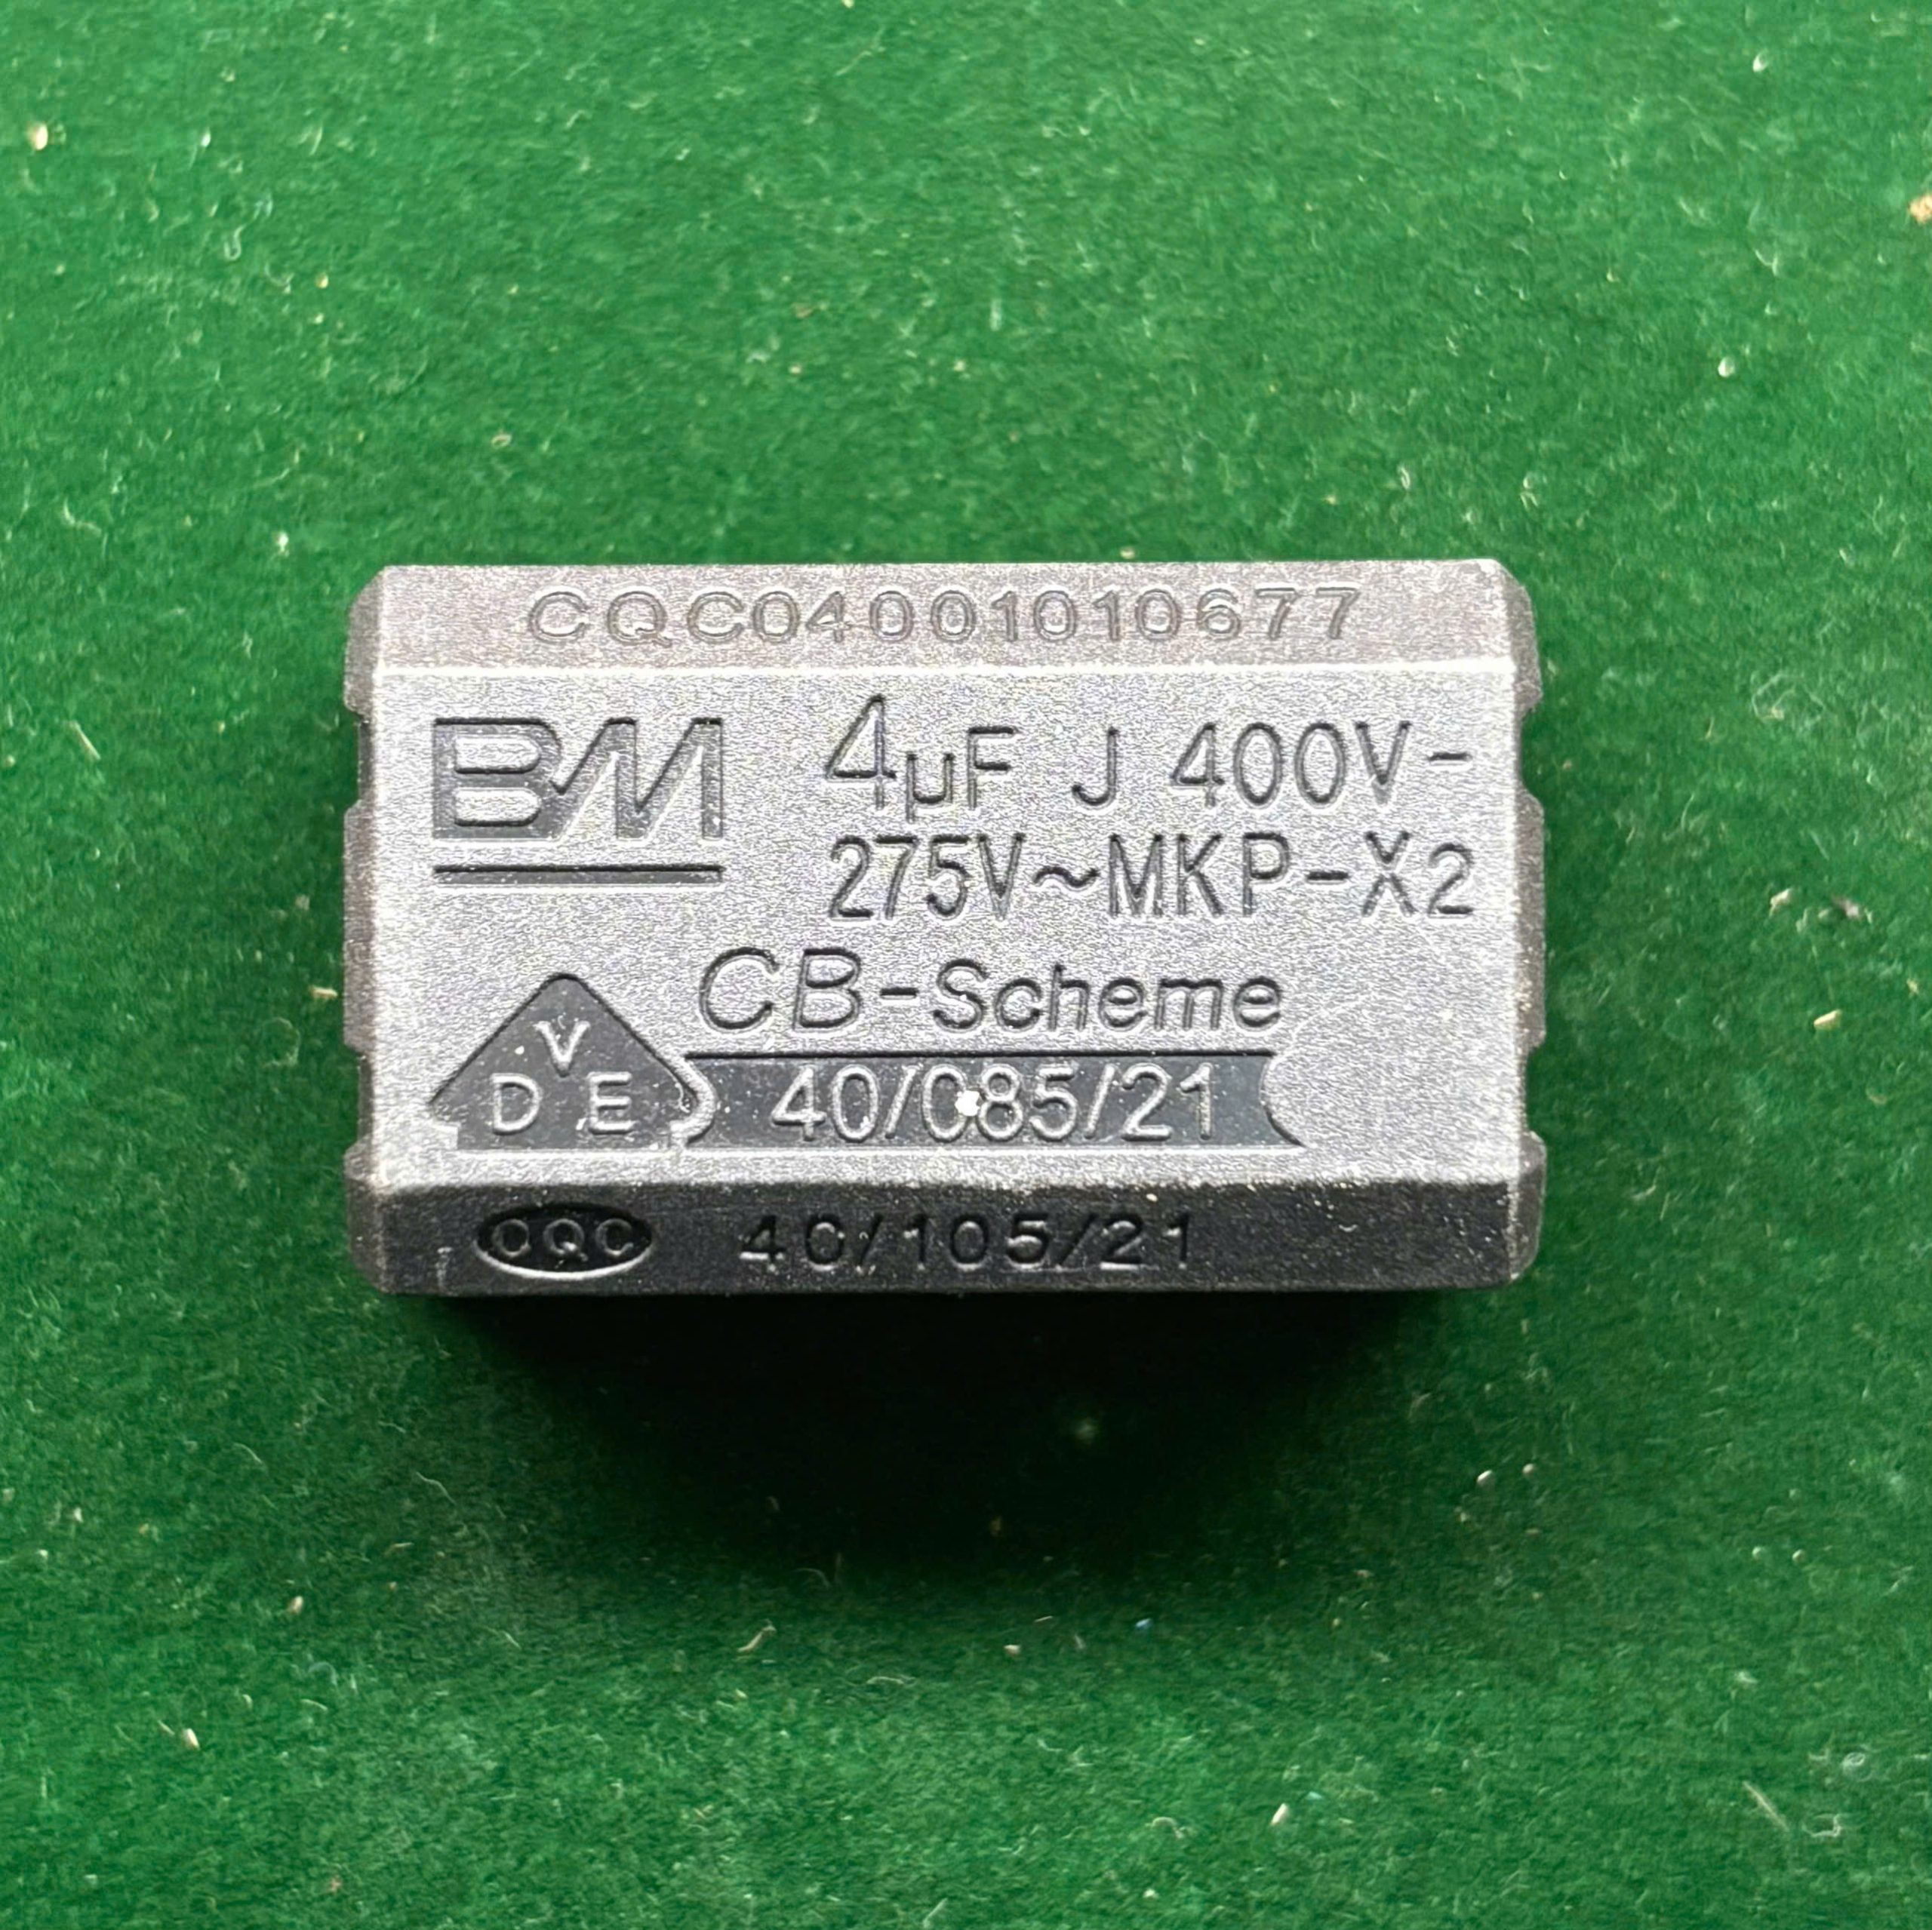 CQC04001010677
BM 4µF J 400V-
275V~MKP-X2
CB-Scheme
VDE 40/085/21
CQC 40/105/21